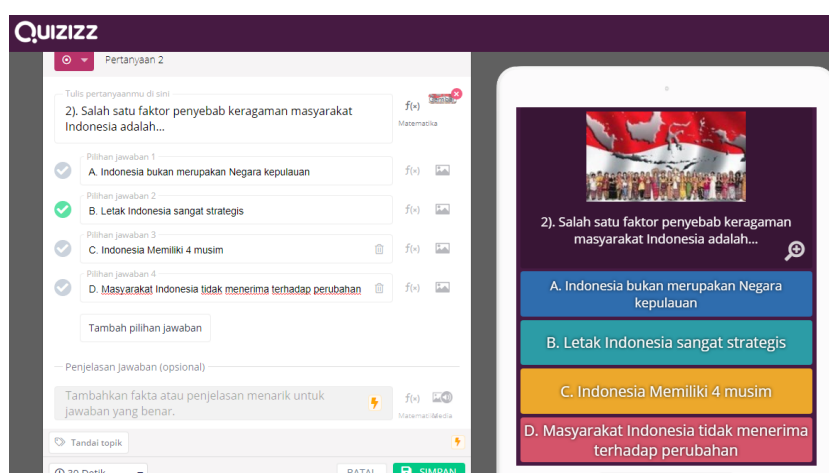 QUIZIZZ
Pertanyaan 2
Tulis pertanyaanmu di sini
2). Salah satu faktor penyebab keragaman masyarakat
Indonesia adalah...
f(×)
Matematika
Pilihan jawaban 1
A. Indonesia bukan merupakan Negara kepulauan
f(×)
Pilihan jawaban 2
B. Letak Indonesia sangat strategis
f(×)
Pilihan jawaban 3
C. Indonesia Memiliki 4 musim
f(×)
Pilihan jawaban 4
D. Masyarakat Indonesia tidak menerima terhadap perubahan
f(×)
Tambah pilihan jawaban
Penjelasan jawaban (opsional)
Tambahkan fakta atau penjelasan menarik untuk
jawaban yang benar.
f(×)
Media
Tandai topik
30 Detik
BATAL
SIMPAN
2). Salah satu faktor penyebab keragaman
masyarakat Indonesia adalah...
A. Indonesia bukan merupakan Negara
kepulauan
B. Letak Indonesia sangat strategis
C. Indonesia Memiliki 4 musim
D. Masyarakat Indonesia tidak menerima
terhadap perubahan